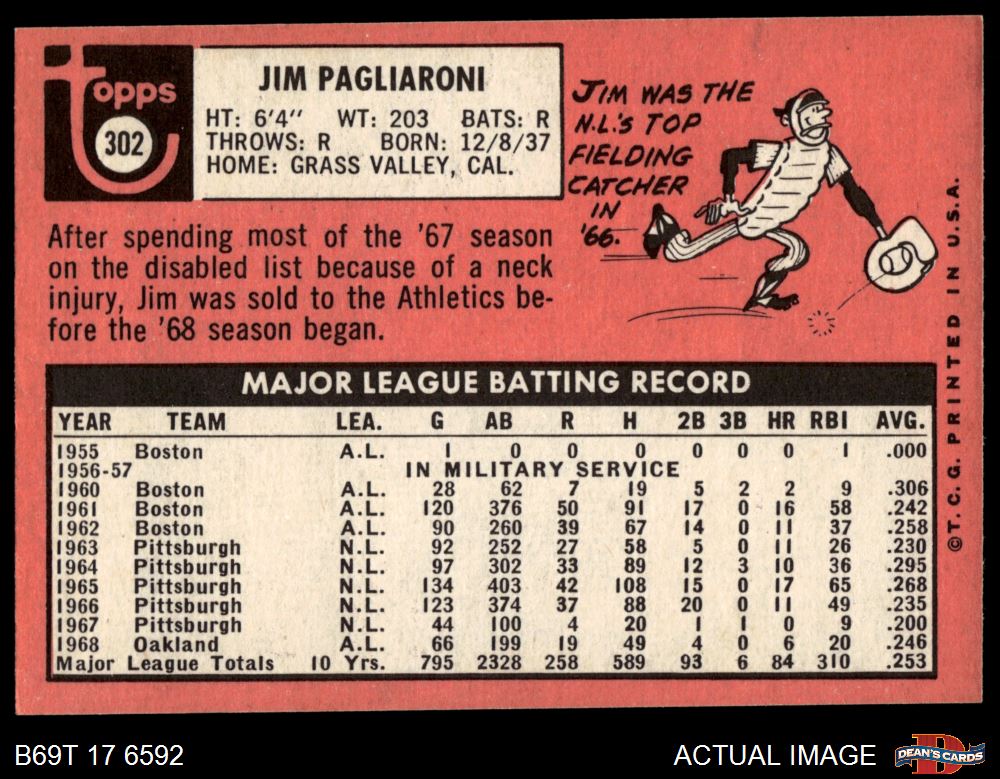 Topps
302
JIM PAGLIARONI
HT: 6'4" WT: 203 BATS: R
THROWS: R BORN: 12/8/37
HOME: GRASS VALLEY, CAL.
JIM WAS THE
N.L.'S TOP
FIELDING
CATCHER
IN
'66.
After spending most of the '67 season
on the disabled list because of a neck
injury, Jim was sold to the Athletics be-
fore the '68 season began.
MAJOR LEAGUE BATTING RECORD
YEAR TEAM LEA. G AB R H 2B 3B HR RBI AVG.
1955 Boston A.L. 1 0 0 0 0 0 0 1 .000
1956-57 IN MILITARY SERVICE
1960 Boston A.L. 28 62 7 19 5 2 2 9 .306
1961 Boston A.L. 120 376 50 91 17 0 16 58 .242
1962 Boston A.L. 90 260 39 67 14 0 11 37 .258
1963 Pittsburgh N.L. 92 252 27 58 5 0 11 26 .230
1964 Pittsburgh N.L. 97 302 33 89 12 3 10 36 .295
1965 Pittsburgh N.L. 134 403 42 108 15 0 17 65 .268
1966 Pittsburgh N.L. 123 374 37 88 20 0 11 49 .235
1967 Pittsburgh N.L. 44 100 4 20 1 1 0 9 .200
1968 Oakland A.L. 66 199 19 49 4 0 6 20 .246
Major League Totals 10 Yrs. 795 2328 258 589 93 6 84 310 .253
©T. C. G. PRINTED IN U.S.A.
B69T 17 6592
ACTUAL IMAGE
D
DEAN'S CARDS